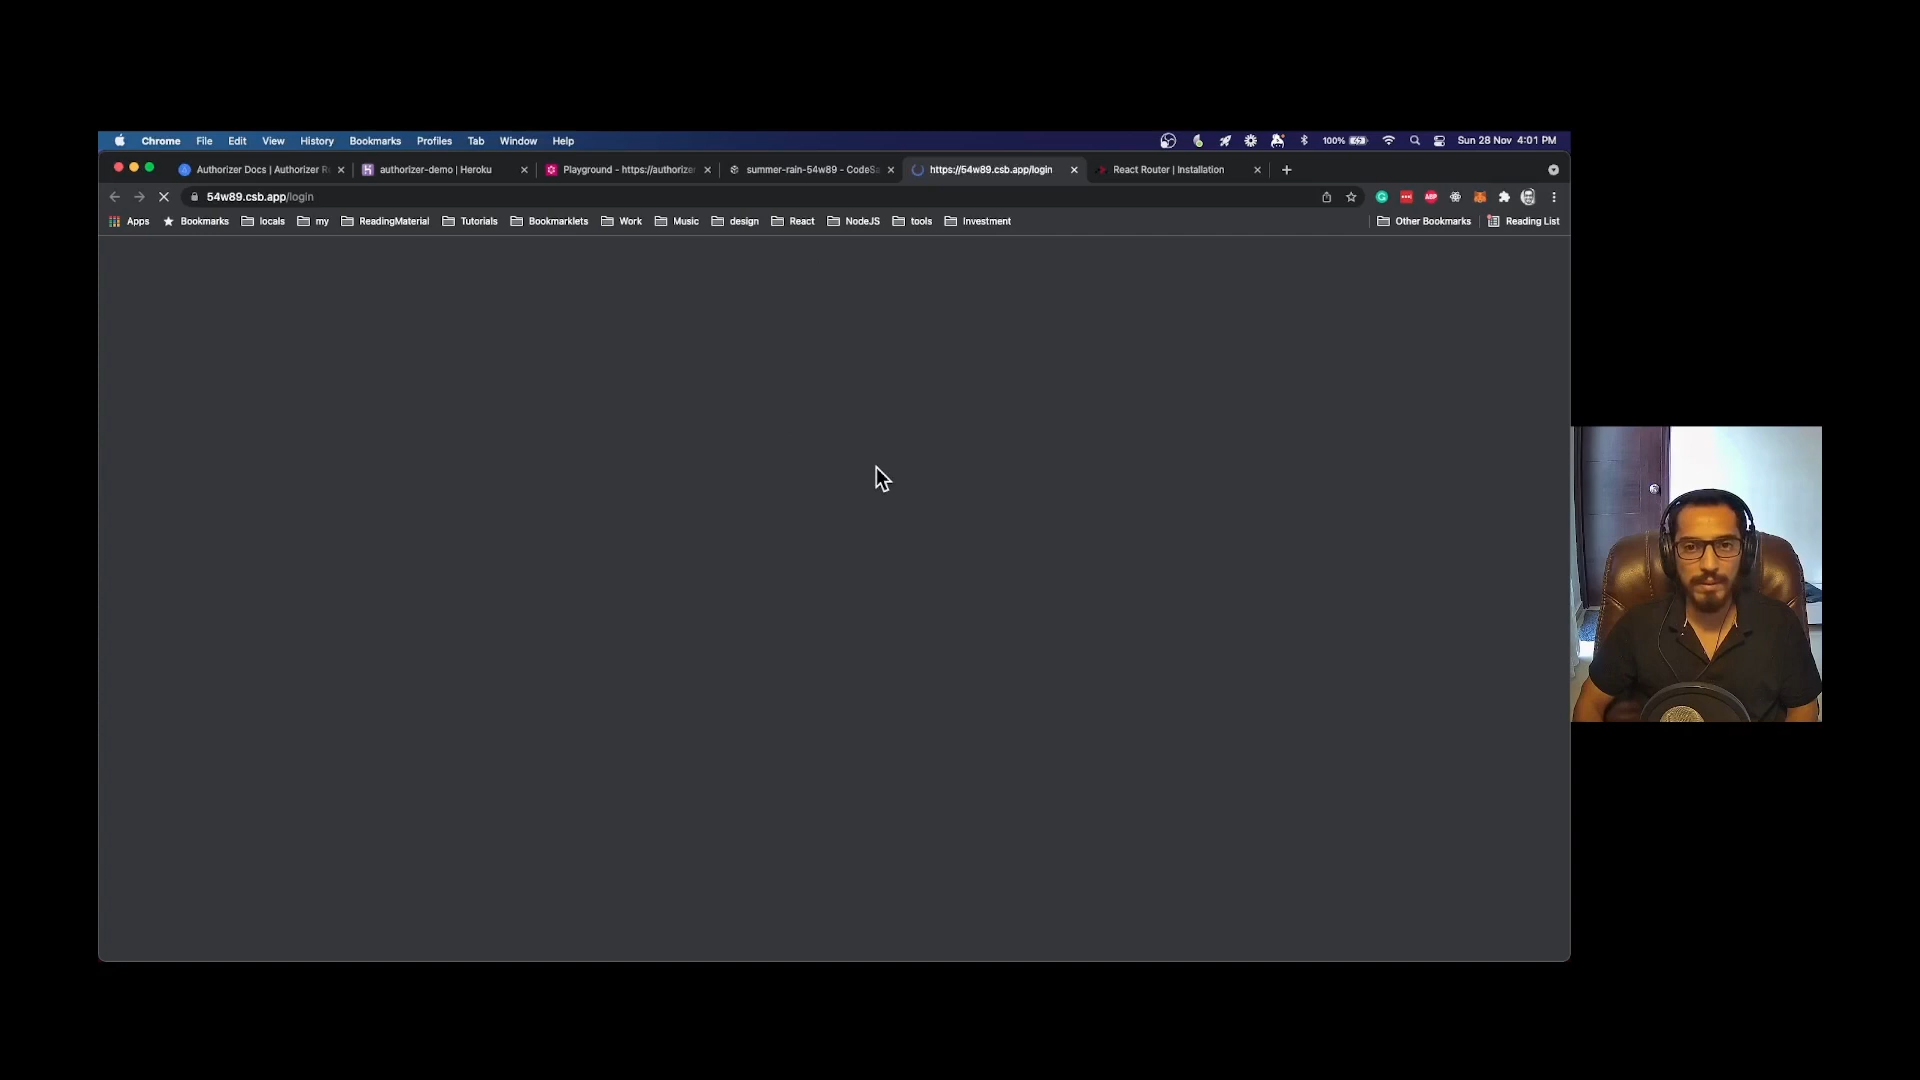 Chrome File Edit View History Bookmarks Profiles Tab Window Help 100% Sun 28 Nov 4:01 PM
Authorizer Docs | Authorizer authorizer-demo | Heroku Playground - https://authorizer summer-rain-54w89 - CodeSa https://54w89.csb.app/login React Router | Installation
54w89.csb.app/login
Apps Bookmarks locals my ReadingMaterial Tutorials Bookmarklets Work Music design React NodeJS tools Investment Other Bookmarks Reading List